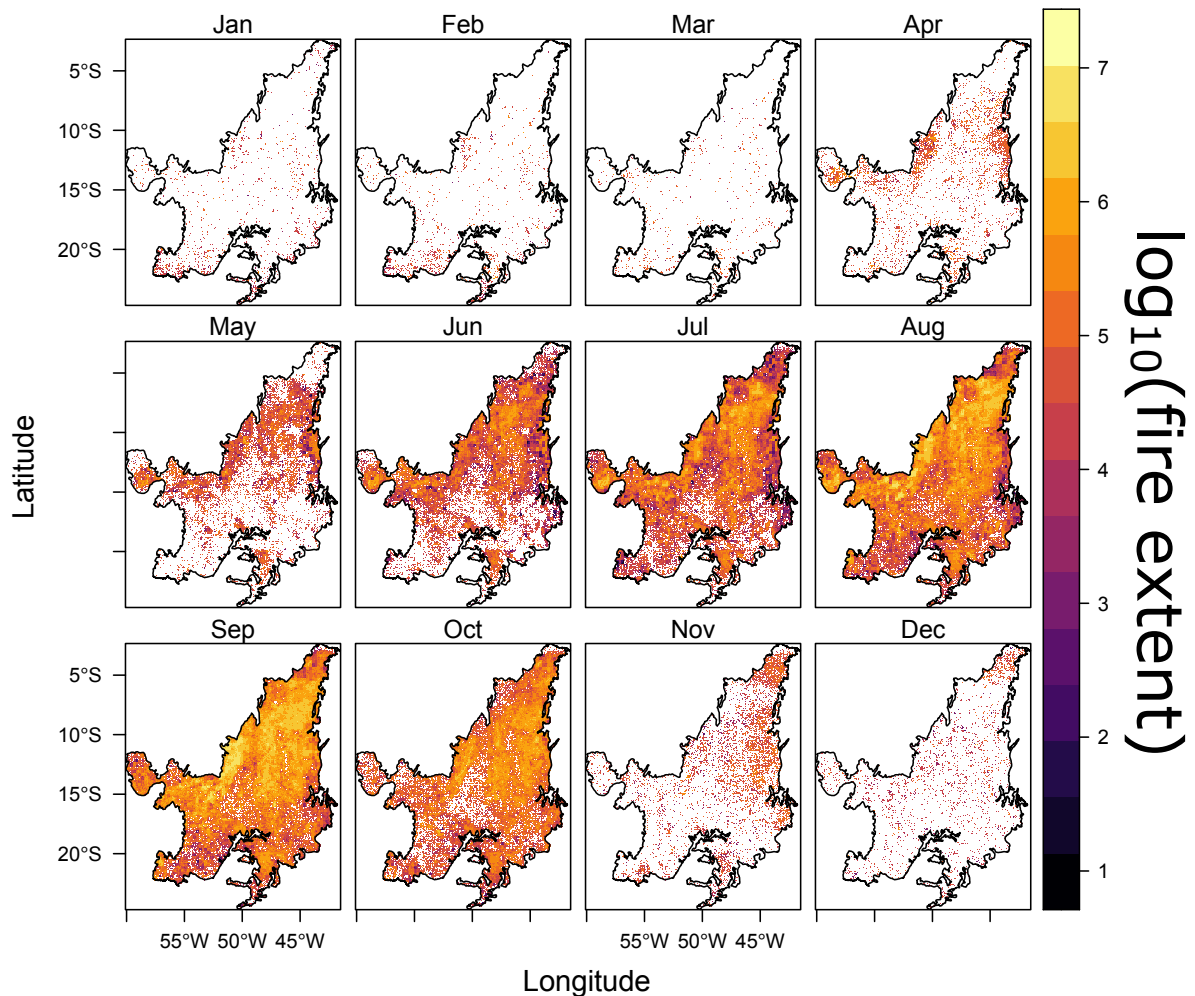 Jan
Feb
Mar
Apr
5°S
10°S
15°S
20°S
May
Jun
Jul
Aug
Sep
Oct
Nov
Dec
5°S
10°S
15°S
20°S
55°W 50°W 45°W
55°W 50°W 45°W
Latitude
Longitude
7
6
5
4
3
2
1
log₁₀(fire extent)